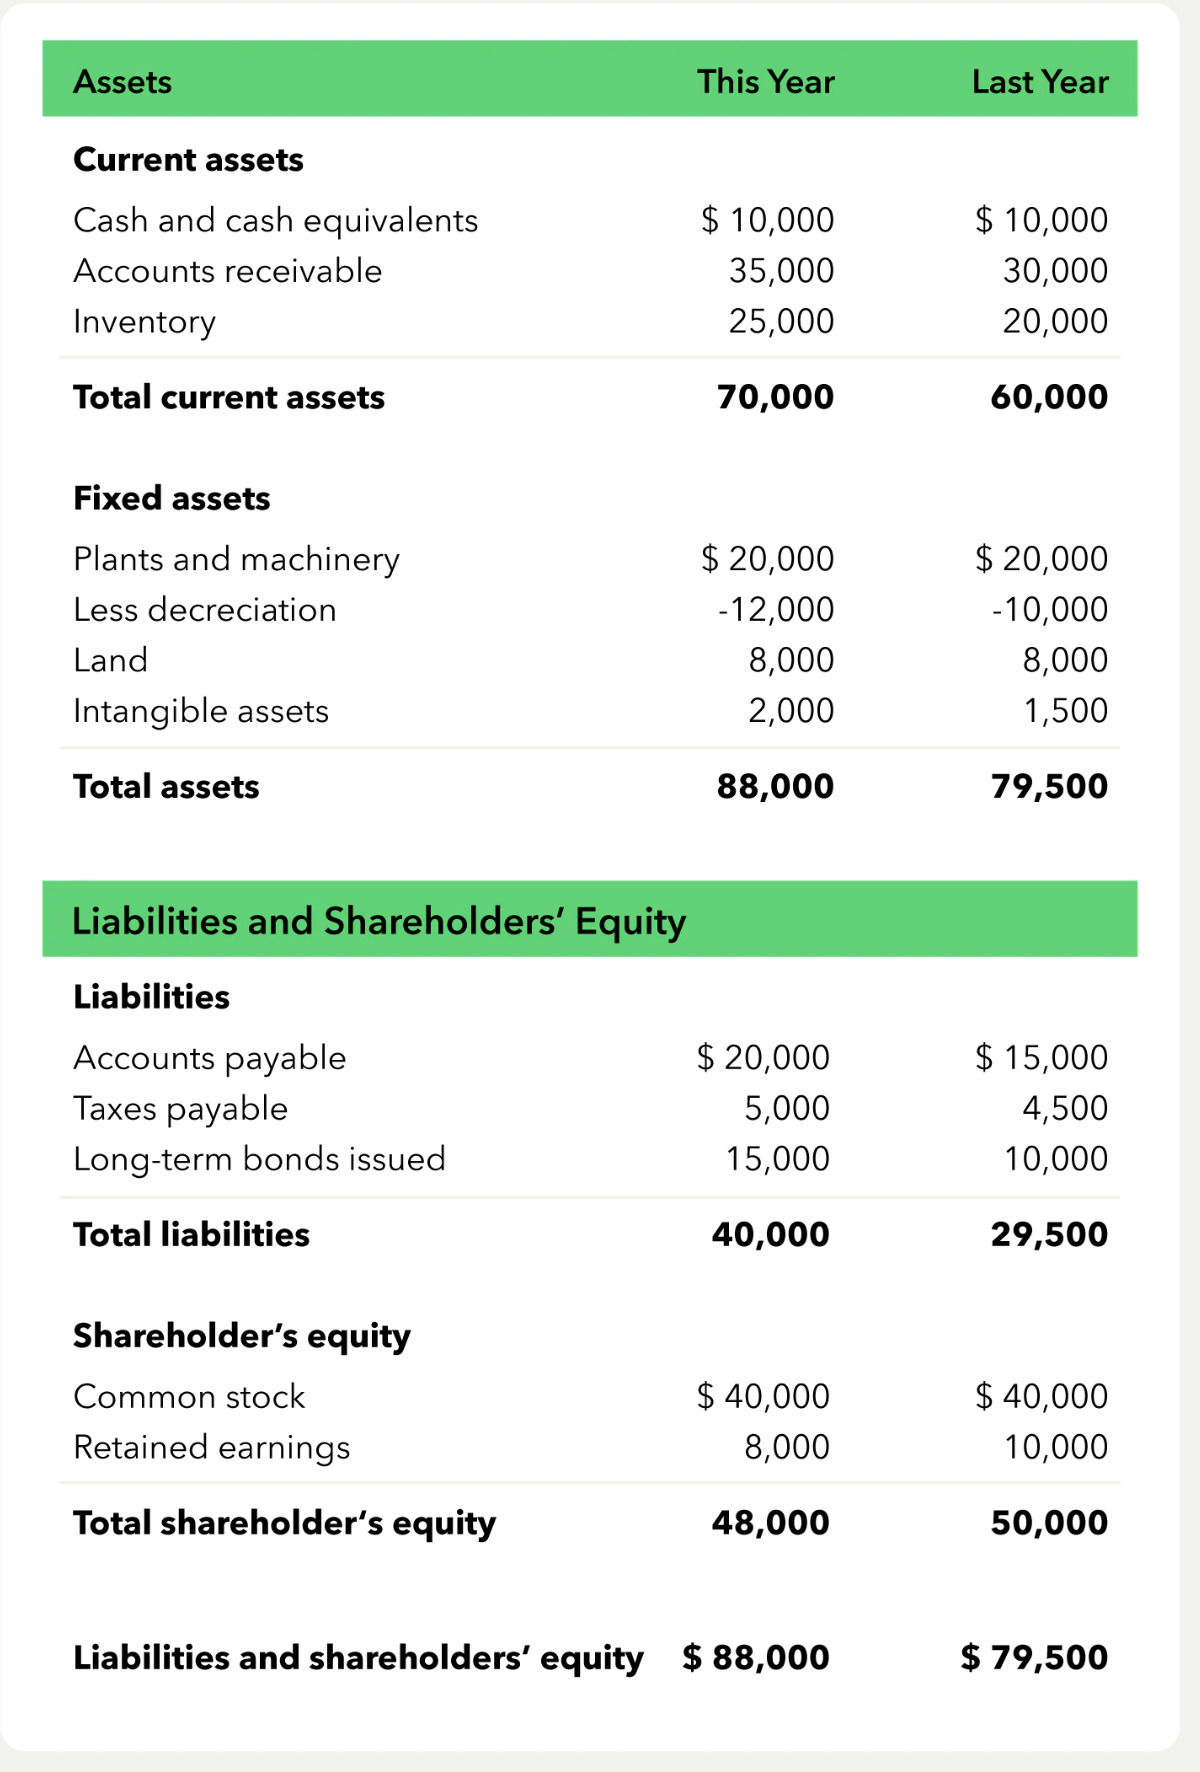 Assets This Year Last Year
Current assets
Cash and cash equivalents $ 10,000 $ 10,000
Accounts receivable 35,000 30,000
Inventory 25,000 20,000
Total current assets 70,000 60,000
Fixed assets
Plants and machinery $ 20,000 $ 20,000
Less decreciation -12,000 -10,000
Land 8,000 8,000
Intangible assets 2,000 1,500
Total assets 88,000 79,500
Liabilities and Shareholders’ Equity
Liabilities
Accounts payable $ 20,000 $ 15,000
Taxes payable 5,000 4,500
Long-term bonds issued 15,000 10,000
Total liabilities 40,000 29,500
Shareholder’s equity
Common stock $ 40,000 $ 40,000
Retained earnings 8,000 10,000
Total shareholder‘s equity 48,000 50,000
Liabilities and shareholders’ equity $ 88,000 $ 79,500